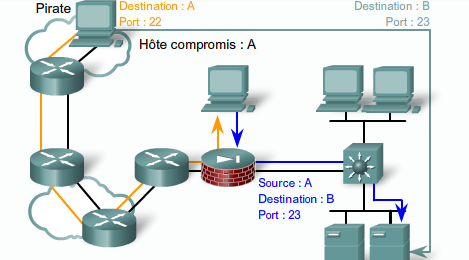 Pirate
Destination : A
Port : 22
Destination : B
Port : 23
Hôte compromis : A
Source : A
Destination : B
Port : 23